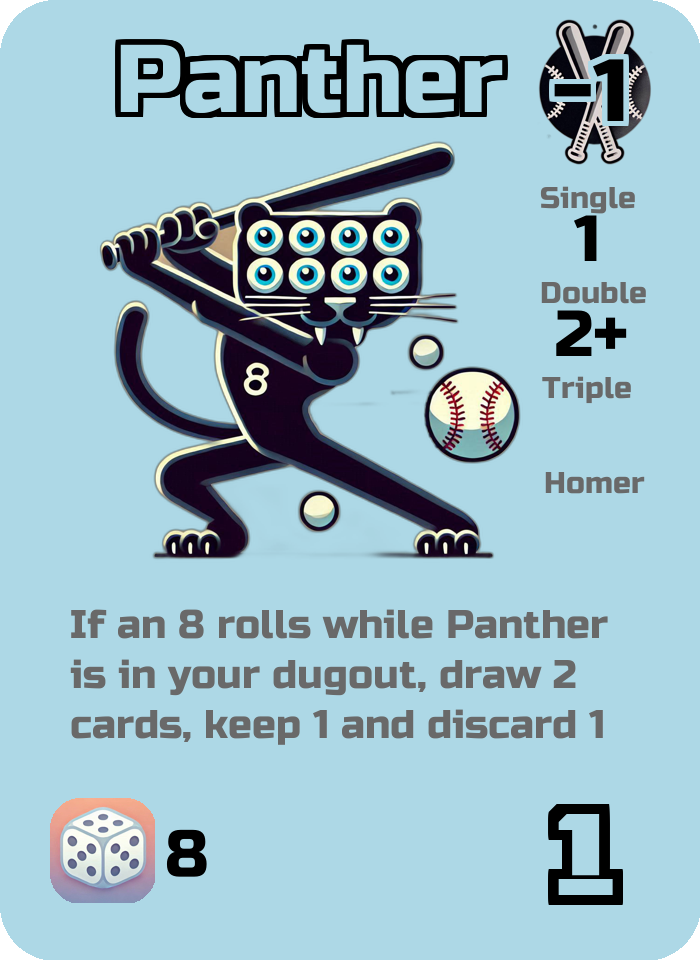 Panther
-1
Single
1
Double
2+
Triple
Homer
8
If an 8 rolls while Panther
is in your dugout, draw 2
cards, keep 1 and discard 1
8
1